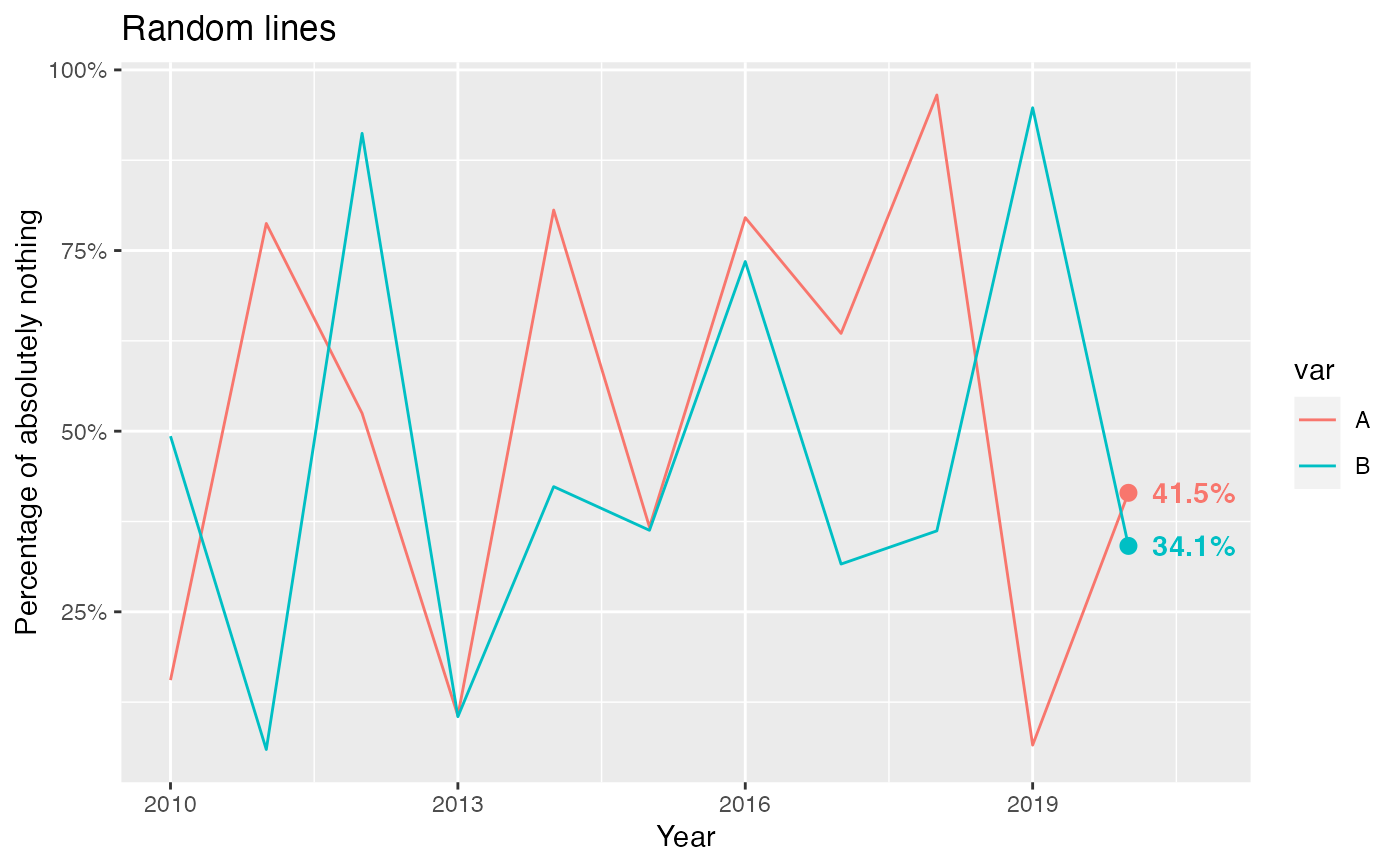 Random lines
Percentage of absolutely nothing
100%
75%
50%
25%
41.5%
34.1%
2010
2013
2016
2019
Year
var
A
B